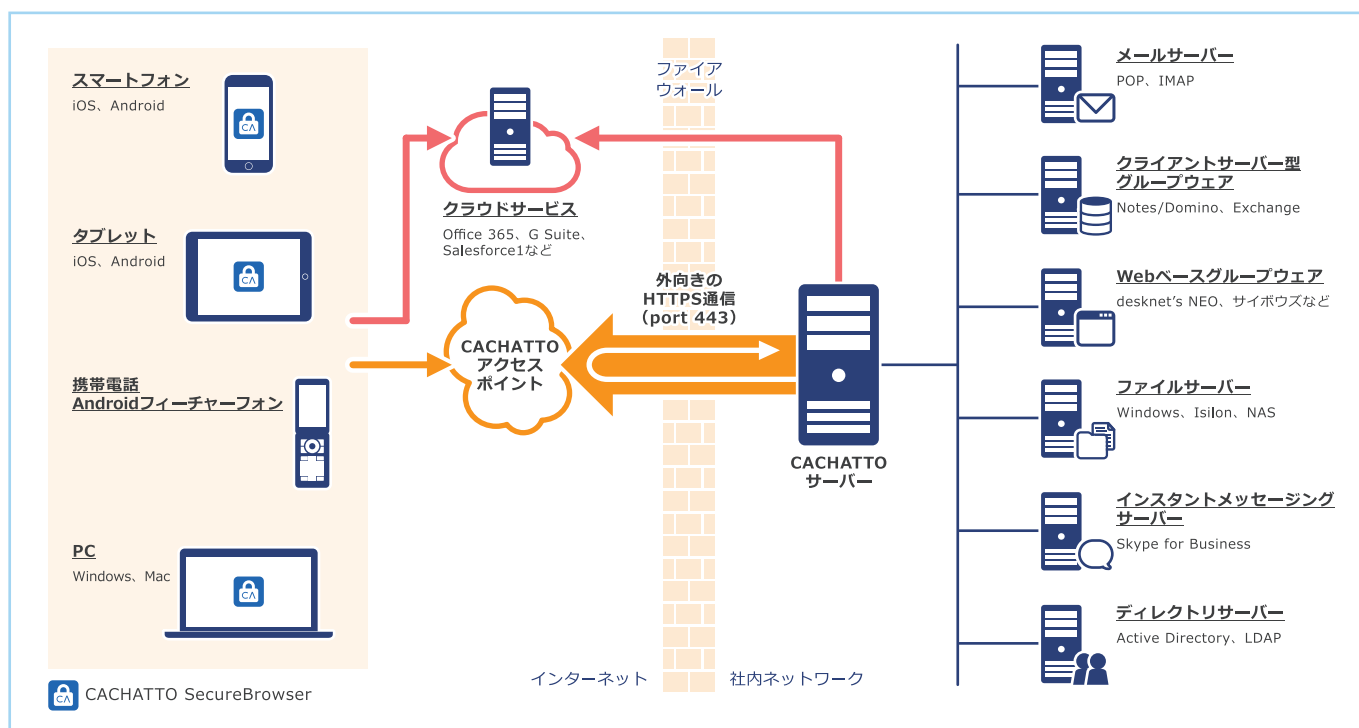 スマートフォン
iOS、Android
CA
タブレット
iOS、Android
CA
携帯電話
Androidフィーチャーフォン
PC
Windows、Mac
CA
CA
CACHATTO SecureBrowser
クラウドサービス
Office 365、G Suite、
Salesforce1など
CACHATTO
アクセス
ポイント
ファイア
ウォール
外向きの
HTTPS通信
（port 443）
インターネット
社内ネットワーク
CACHATTO
サーバー
メールサーバー
POP、IMAP
クライアントサーバー型
グループウェア
Notes/Domino、Exchange
Webベースグループウェア
desknet’s NEO、サイボウズなど
ファイルサーバー
Windows、Isilon、NAS
インスタントメッセージング
サーバー
Skype for Business
ディレクトリサーバー
Active Directory、LDAP